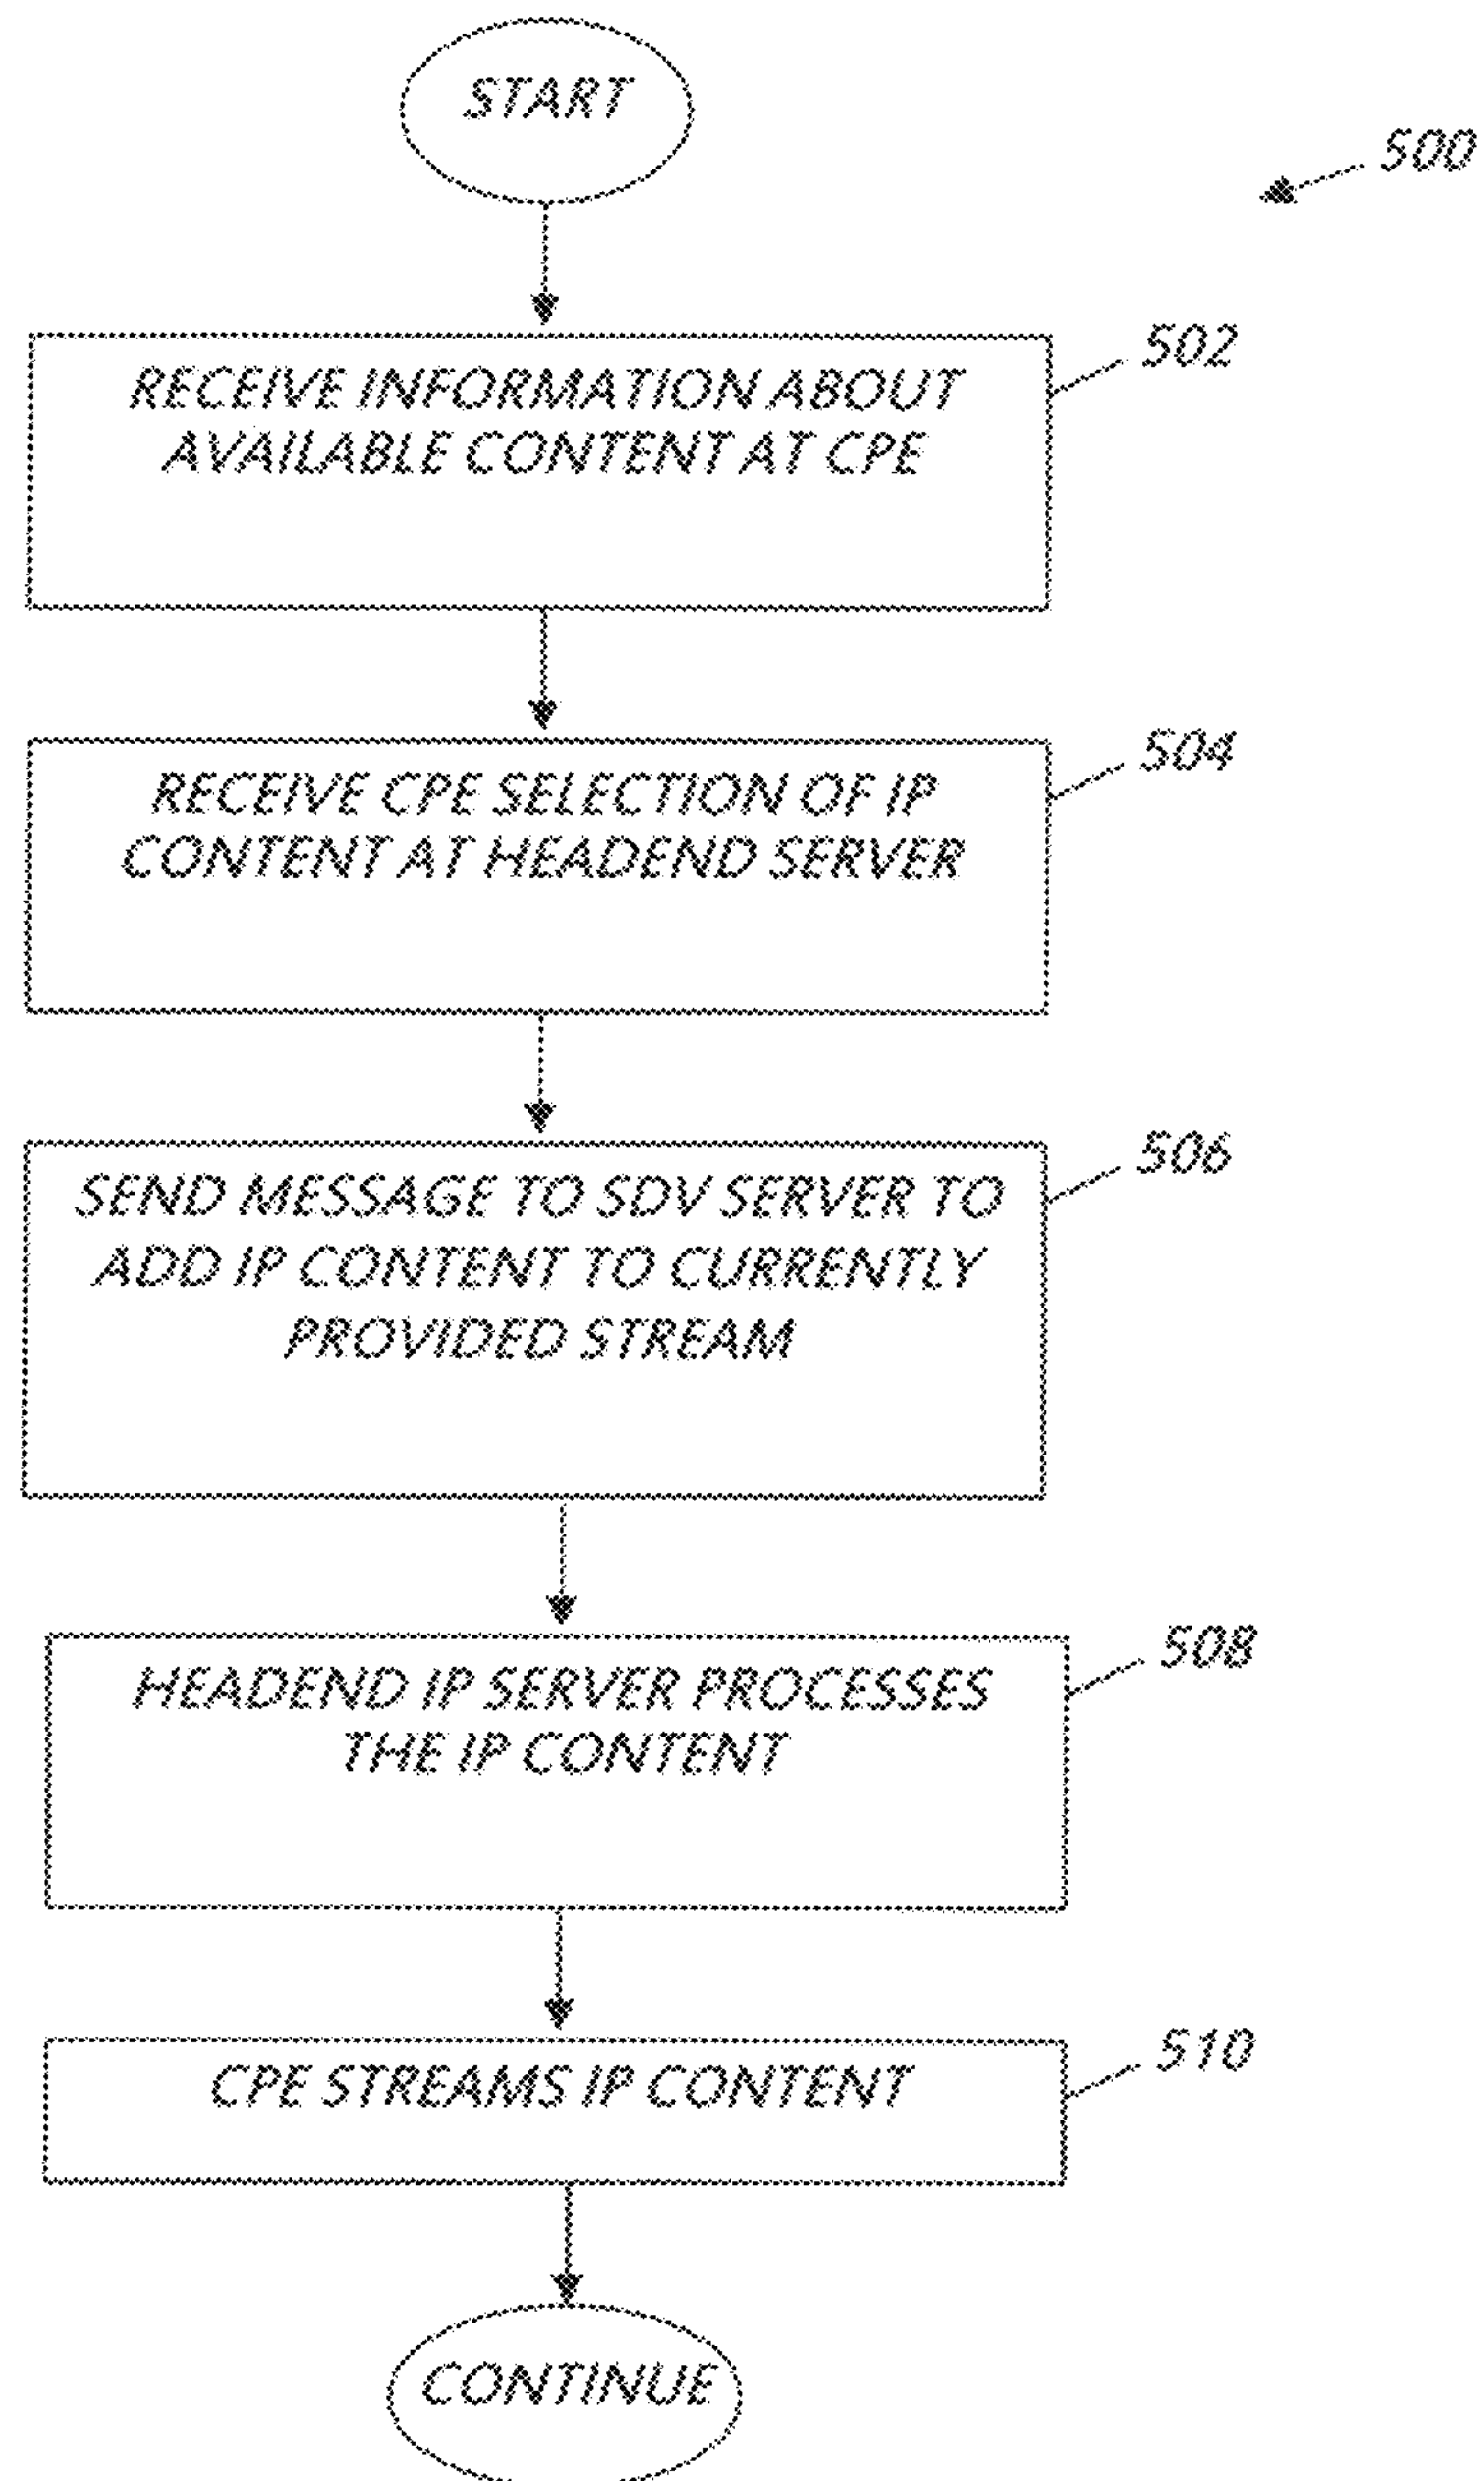 START
500
RECEIVE INFORMATION ABOUT
AVAILABLE CONTENT AT CPE
502
RECEIVE CPE SELECTION OF IP
CONTENT AT HEADEND SERVER
504
SEND MESSAGE TO SDV SERVER TO
ADD IP CONTENT TO CURRENTLY
PROVIDED STREAM
506
HEADEND IP SERVER PROCESSES
THE IP CONTENT
508
CPE STREAMS IP CONTENT
510
CONTINUE